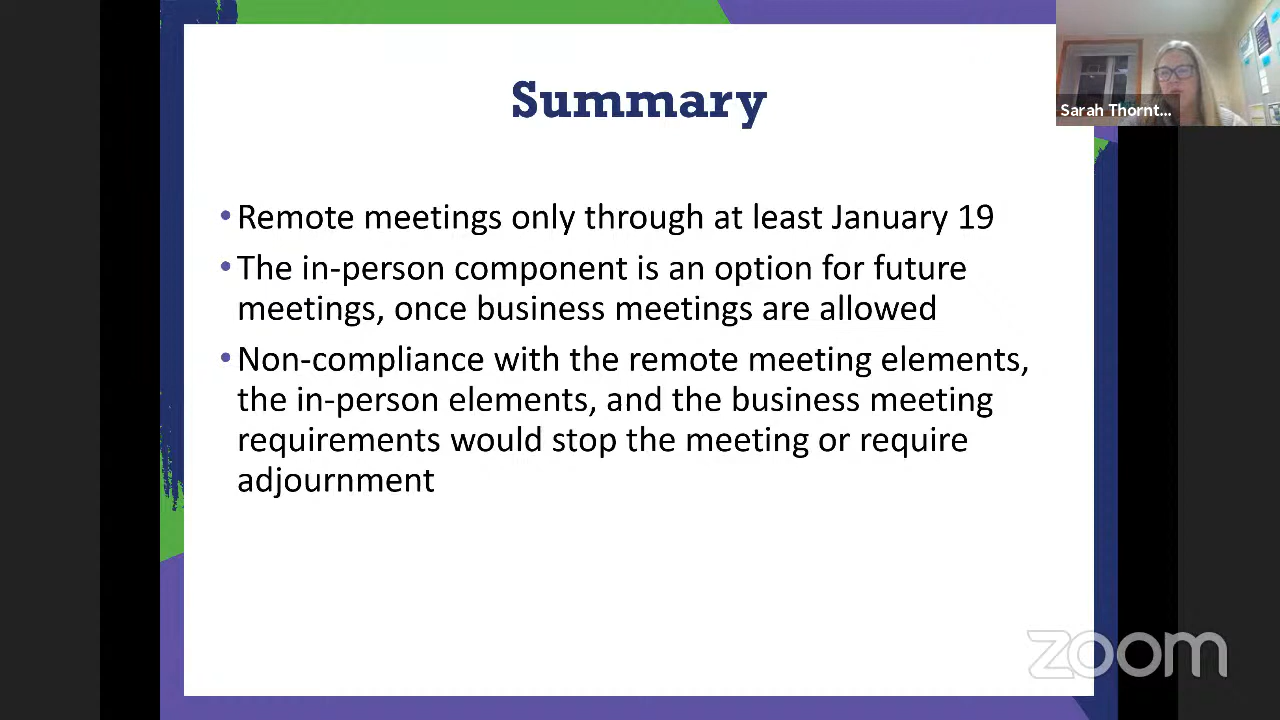 Summary
Sarah Thornt...
• Remote meetings only through at least January 19
• The in-person component is an option for future
meetings, once business meetings are allowed
• Non-compliance with the remote meeting elements,
the in-person elements, and the business meeting
requirements would stop the meeting or require
adjournment
zoom